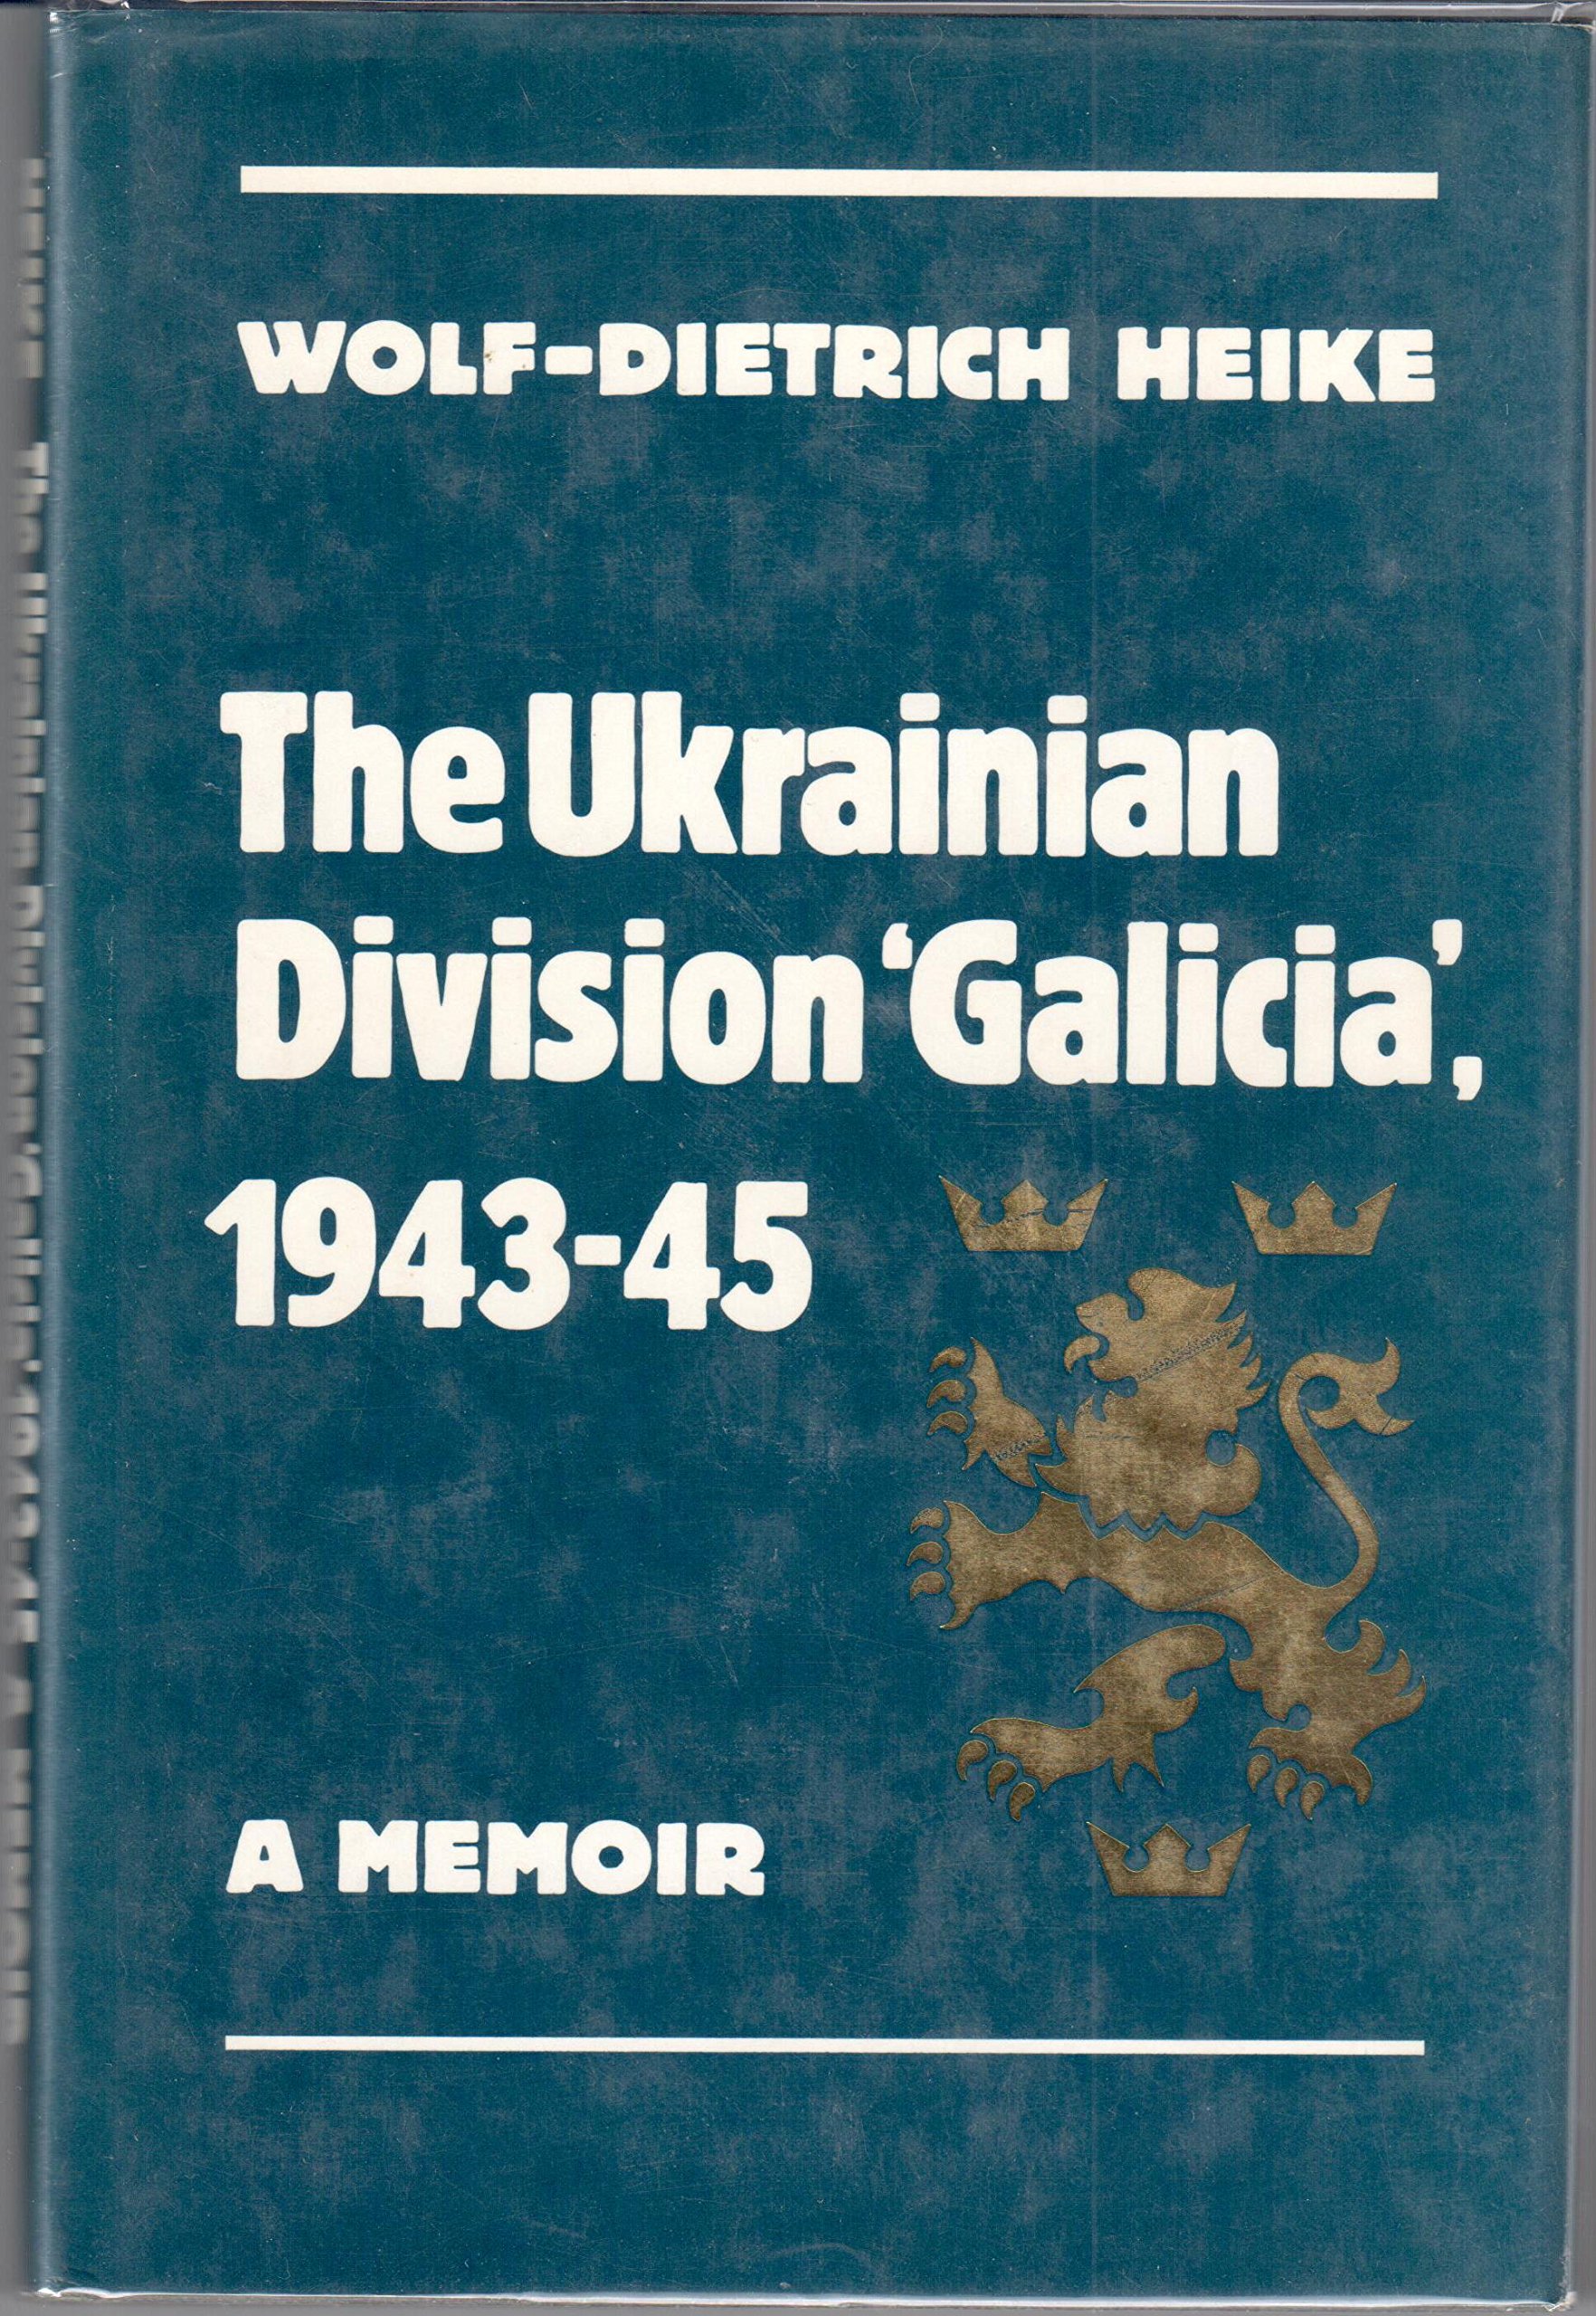 WOLF-DIETRICH HEIKE
The Ukrainian
Division 'Galicia',
1943-45
A MEMOIR